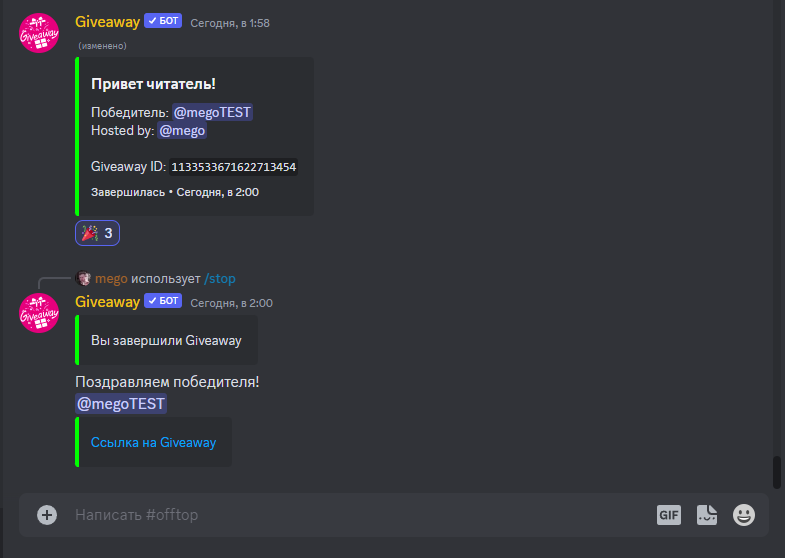 Giveaway БОТ Сегодня, в 1:58
(изменено)
Привет читатель!
Победитель: @megoTEST
Hosted by: @mego
Giveaway ID: 1133533671622713454
Завершилась • Сегодня, в 2:00
3
mego использует /stop
Giveaway БОТ Сегодня, в 2:00
Вы завершили Giveaway
Поздравляем победителя!
@megoTEST
Ссылка на Giveaway
Написать #offtop
GIF